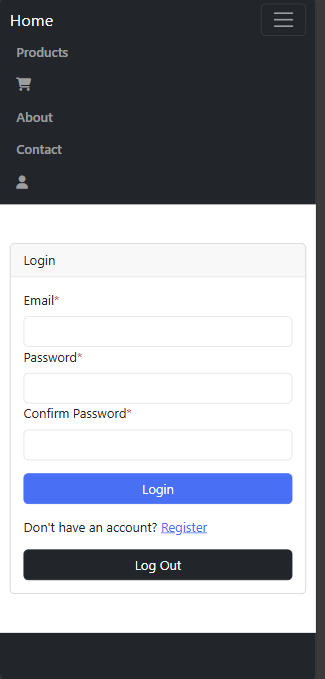 Home
Products
About
Contact
Login
Email*
Password*
Confirm Password*
Login
Don't have an account? Register
Log Out